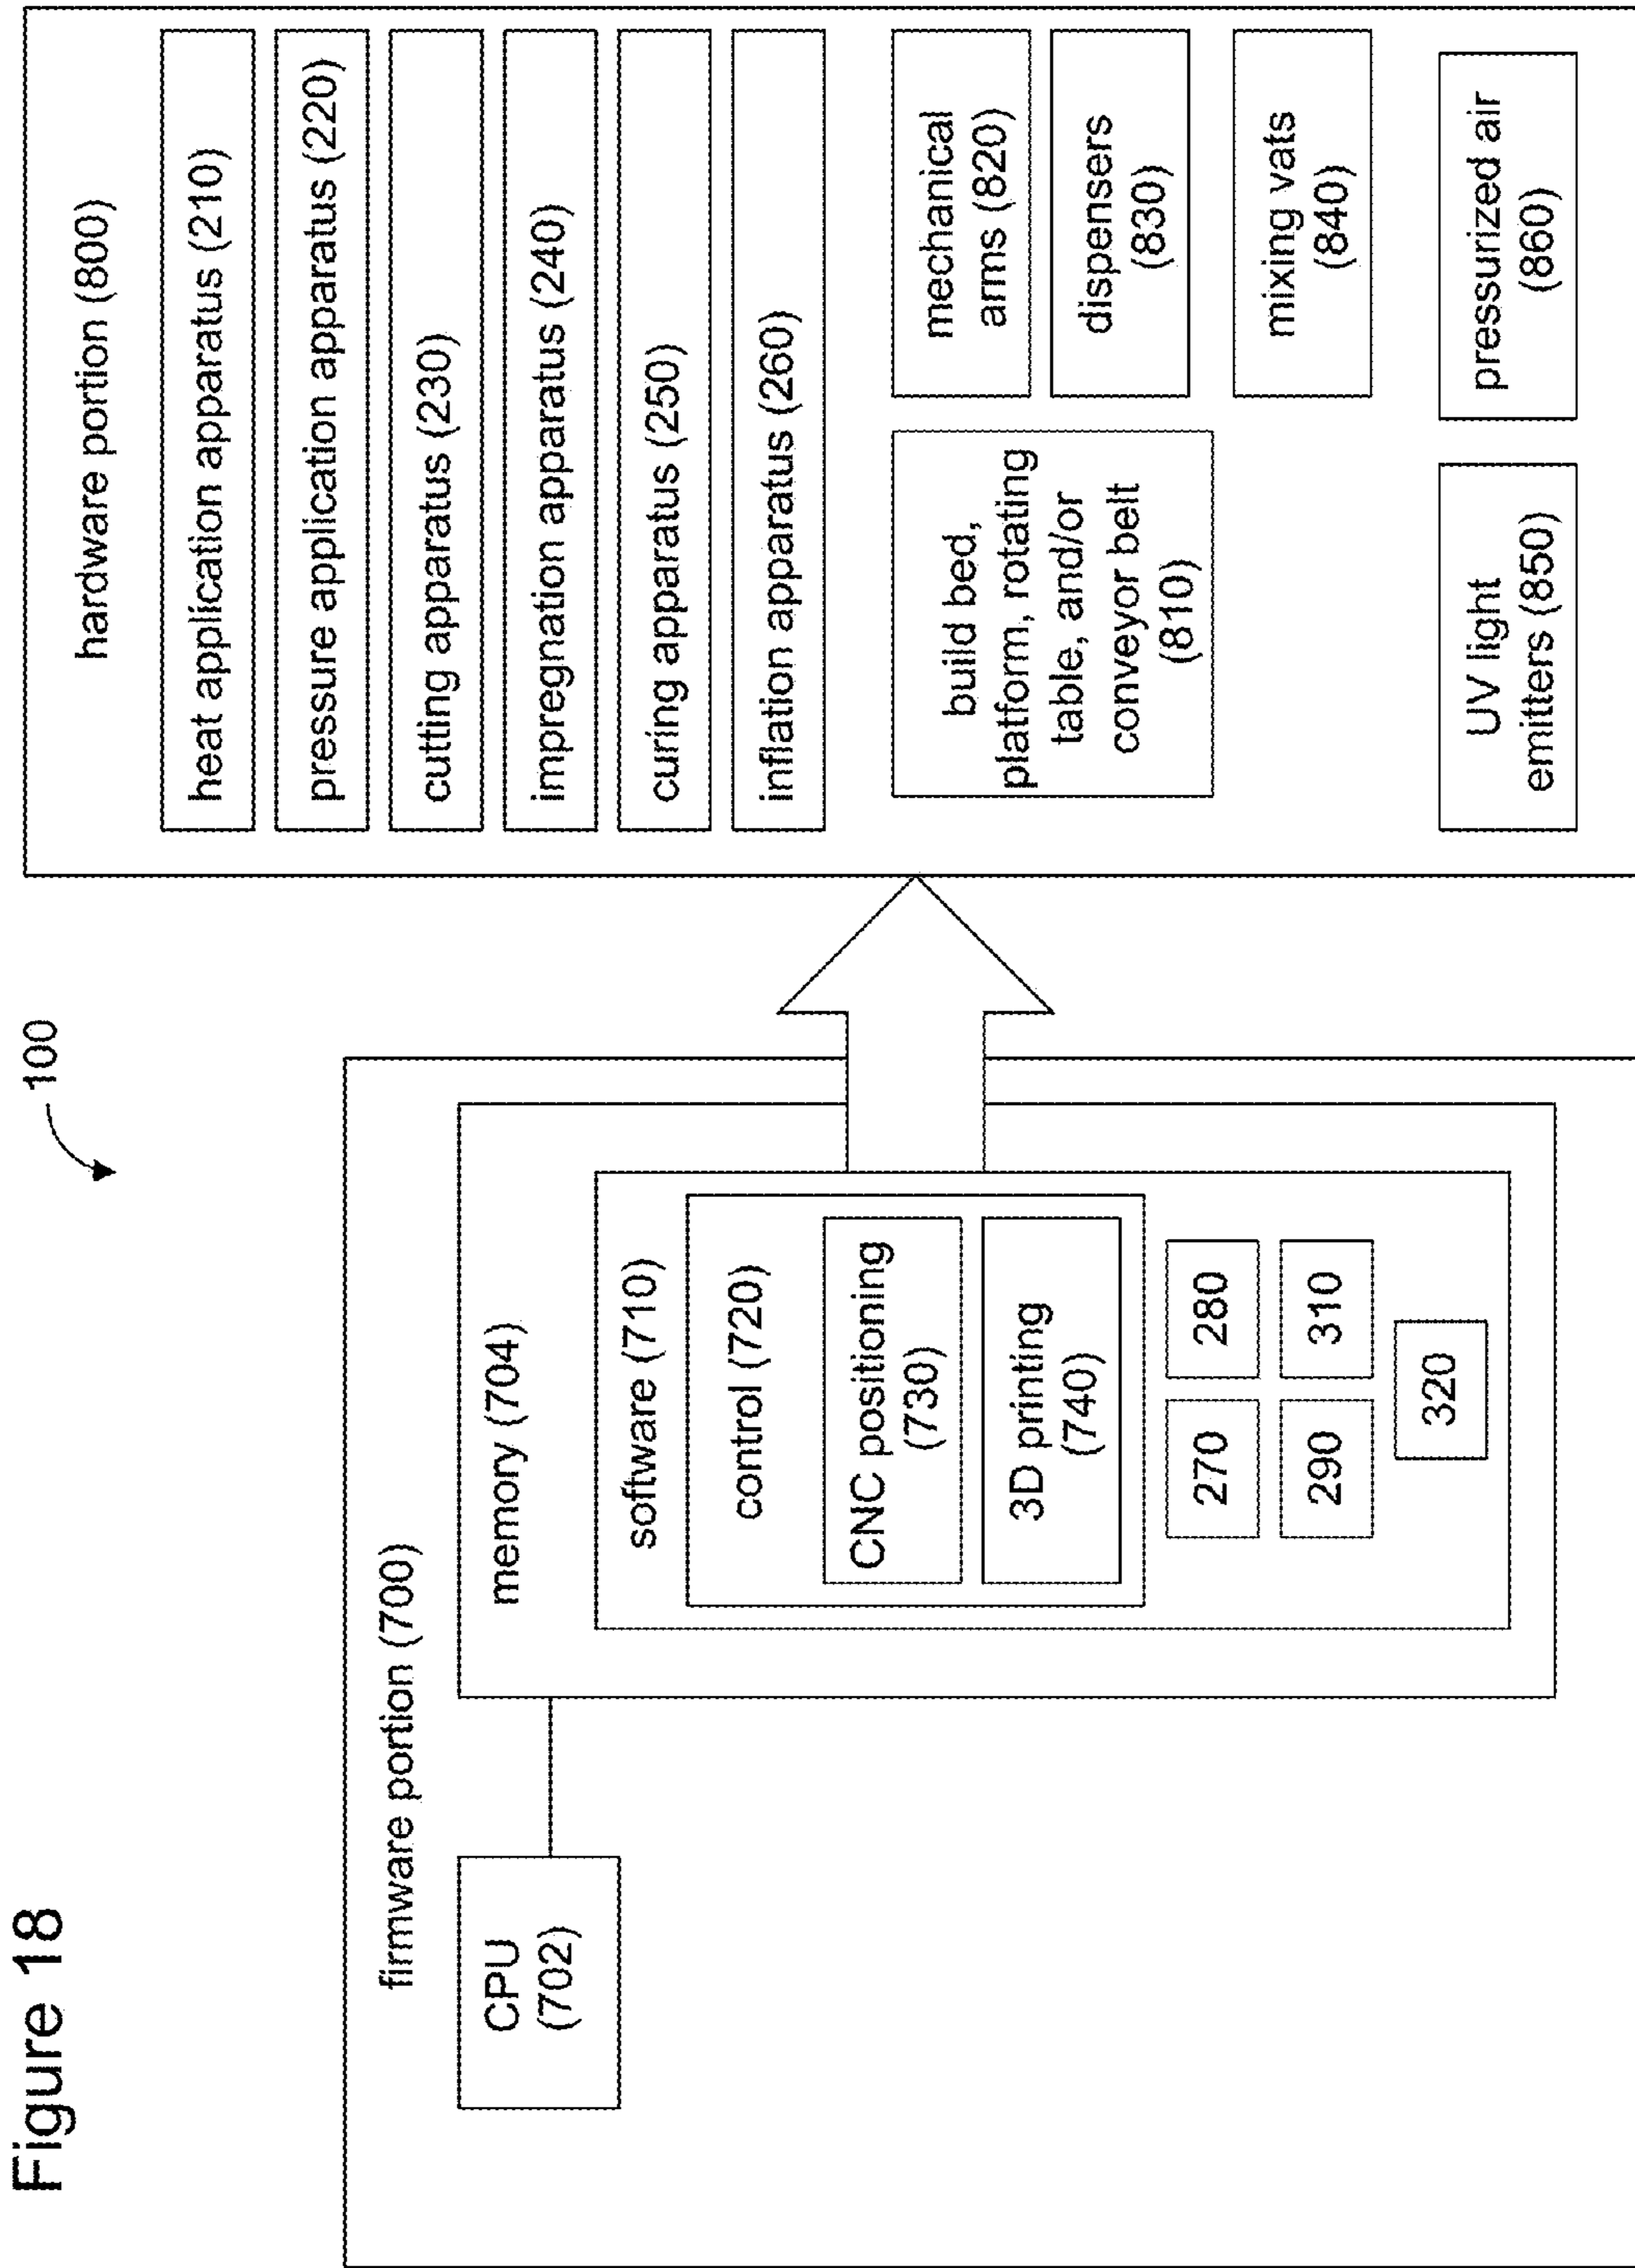 Figure 18
100
firmware portion (700)
CPU
(702)
memory (704)
software (710)
control (720)
CNC positioning
(730)
3D printing
(740)
270
280
290
310
320
hardware portion (800)
heat application apparatus (210)
pressure application apparatus (220)
cutting apparatus (230)
impregnation apparatus (240)
curing apparatus (250)
inflation apparatus (260)
build bed,
platform, rotating
table, and/or
conveyor belt
(810)
mechanical
arms (820)
dispensers
(830)
mixing vats
(840)
UV light
emitters (850)
pressurized air
(860)